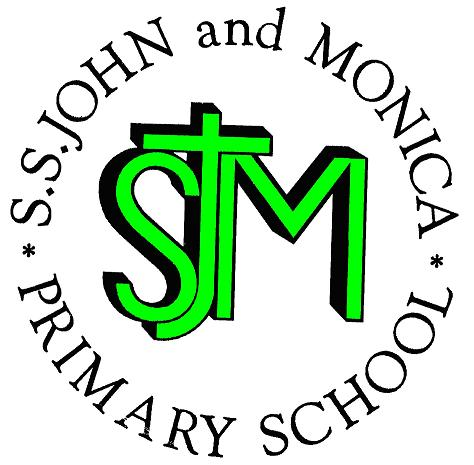 S.S.JOHN and MONICA
* PRIMARY SCHOOL *
SJM